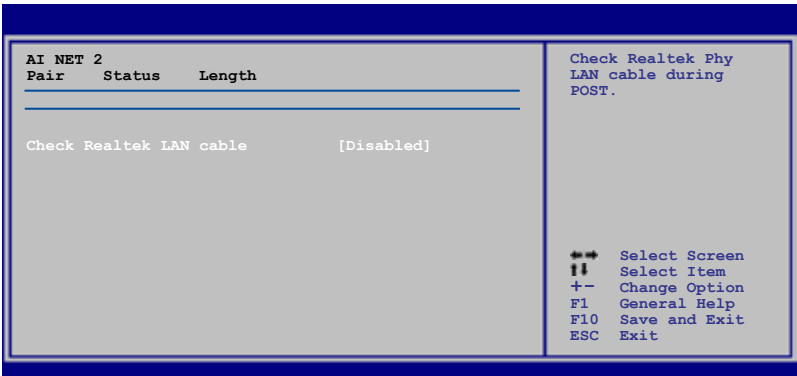 AI NET 2
Pair Status Length
Check Realtek LAN cable [Disabled]
Check Realtek Phy
LAN cable during
POST.
Select Screen
Select Item
+- Change Option
F1 General Help
F10 Save and Exit
ESC Exit